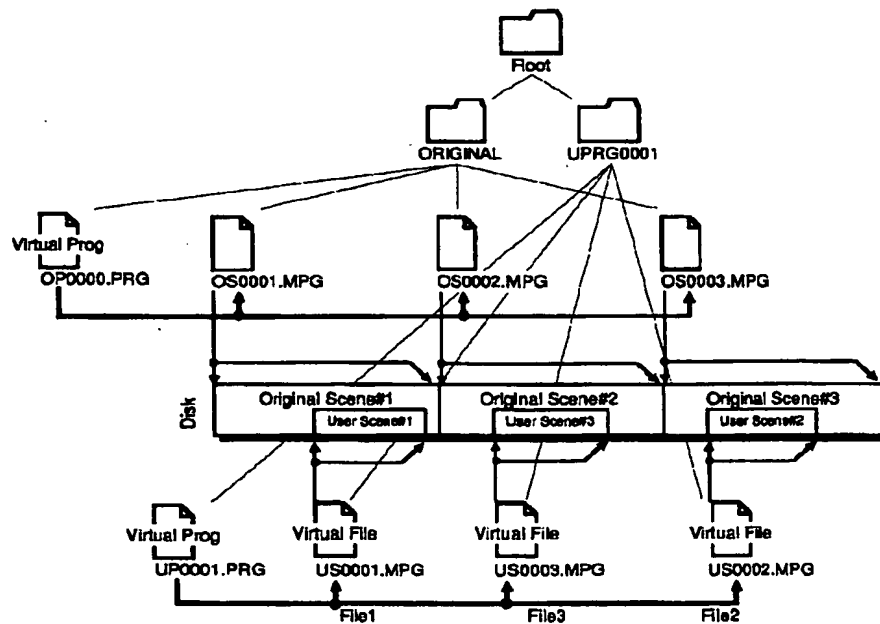 Root
ORIGINAL UPRG0001
Virtual Prog
OP0000.PRG OS0001.MPG OS0002.MPG OS0003.MPG
Disk
Original Scene#1 Original Scene#2 Original Scene#3
User Scene#1 User Scene#3 User Scene#2
Virtual Prog Virtual File Virtual File Virtual File
UP0001.PRG US0001.MPG US0003.MPG US0002.MPG
File1 File3 File2